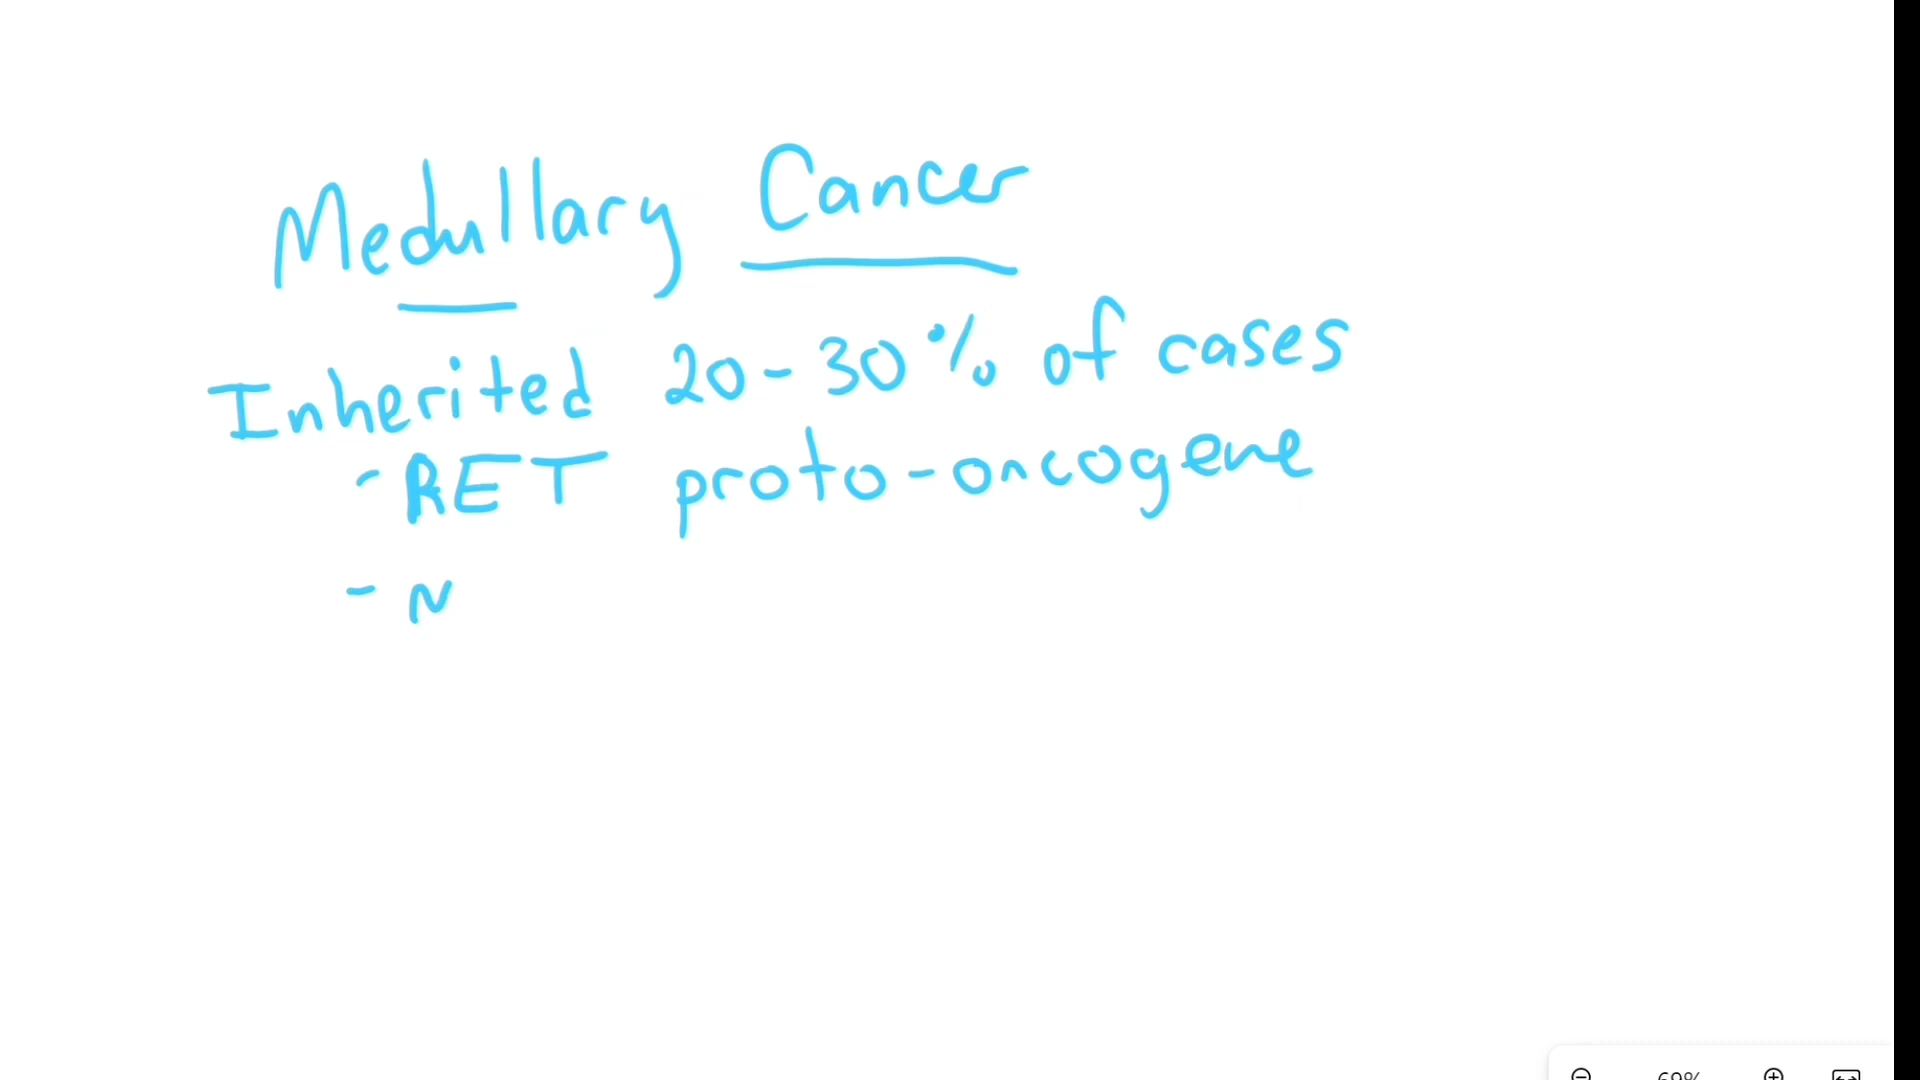 Medullary Cancer
Inherited 20-30% of cases
- RET proto-oncogene
- N